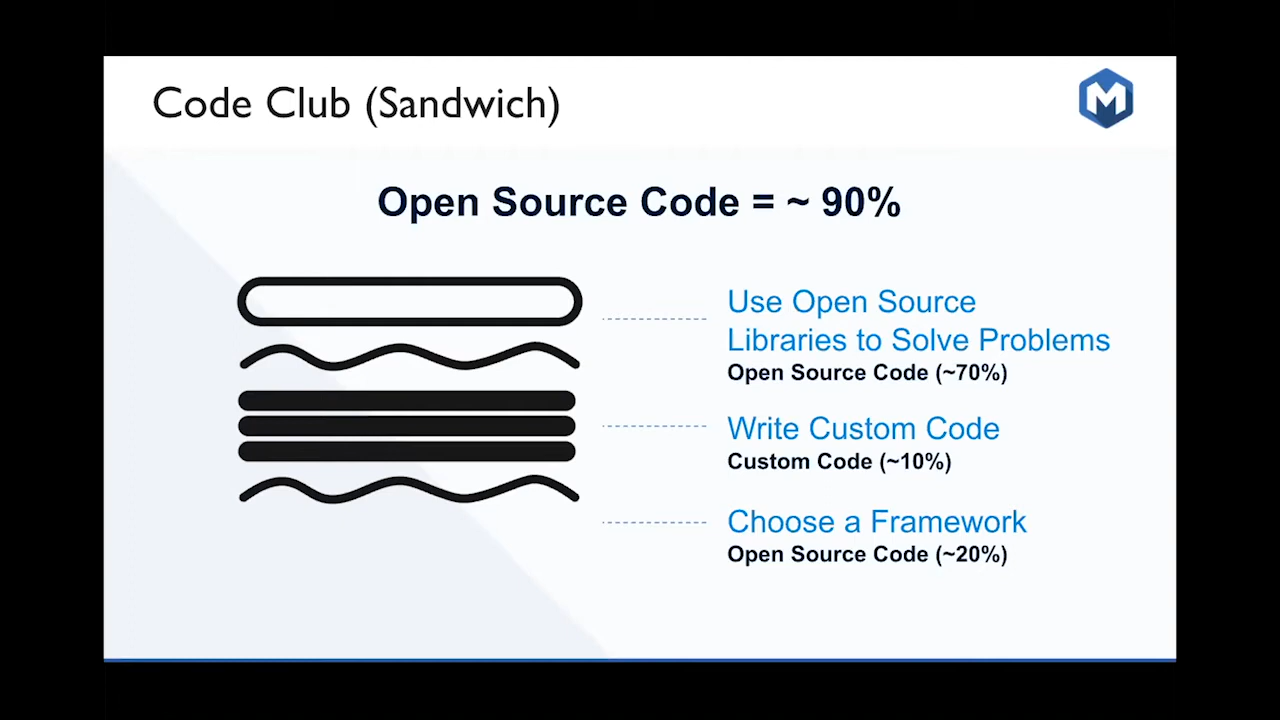 Code Club (Sandwich)
M
Open Source Code = ~ 90%
Use Open Source
Libraries to Solve Problems
Open Source Code (~70%)
Write Custom Code
Custom Code (~10%)
Choose a Framework
Open Source Code (~20%)